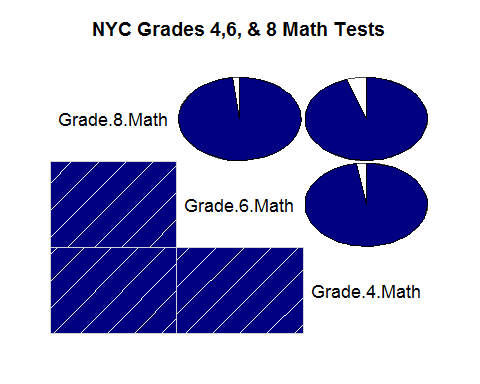 NYC Grades 4,6, & 8 Math Tests
Grade.8.Math
Grade.6.Math
Grade.4.Math